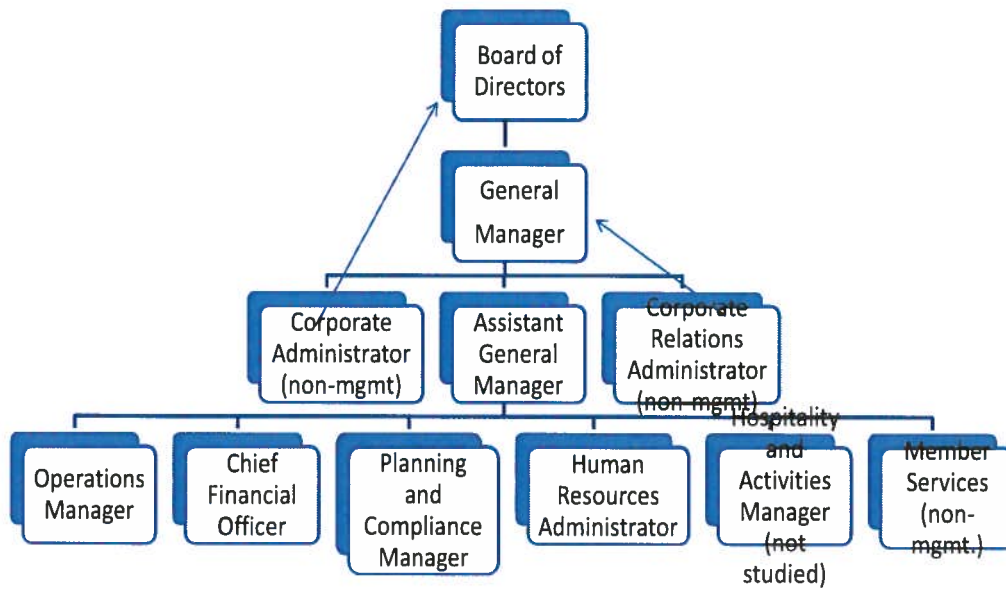 Board of
Directors
General
Manager
Corporate
Administrator
(non-mgmt)
Assistant
General
Manager
Corporate
Relations
Administrator
(non-mgmt)
Operations
Manager
Chief
Financial
Officer
Planning
and
Compliance
Manager
Human
Resources
Administrator
Hospitality
and
Activities
Manager
(not
studied)
Member
Services
(non-
mgmt.)